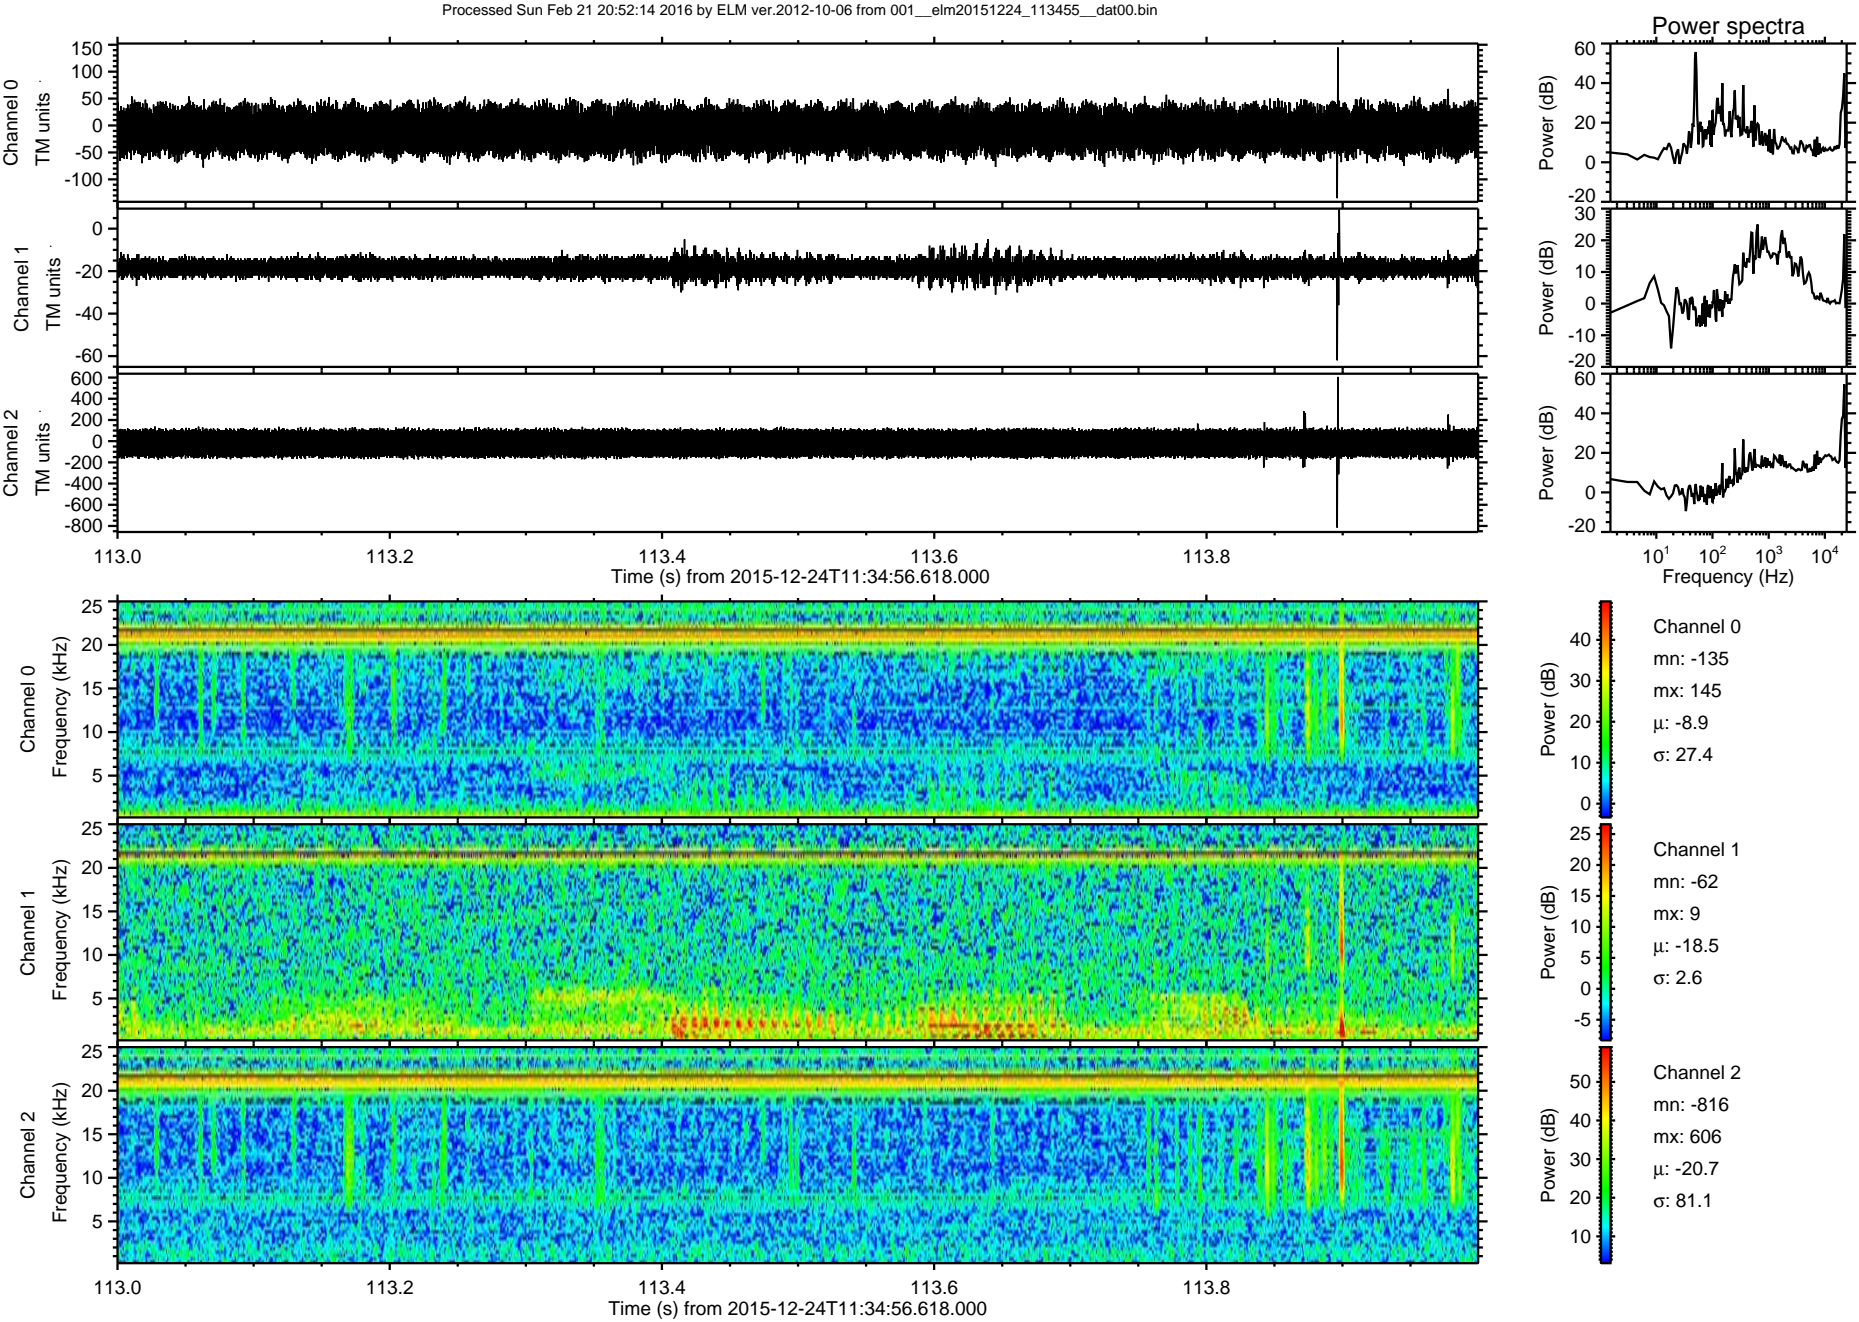 Processed Sun Feb 21 20:52:14 2016 by ELM ver.2012-10-06 from 001__elm20151224_113455__dat00.bin
Power spectra
Channel 0
TM units
150
100
50
0
-50
-100
Power (dB)
60
40
20
0
-20
Channel 1
TM units
0
-20
-40
-60
Power (dB)
30
20
10
0
-10
-20
Channel 2
TM units
600
400
200
0
-200
-400
-600
-800
Power (dB)
60
40
20
0
-20
113.0 113.2 113.4 113.6 113.8
Time (s) from 2015-12-24T11:34:56.618.000
10^1 10^2 10^3 10^4
Frequency (Hz)
Channel 0
Frequency (kHz)
25
20
15
10
5
Power (dB)
40
30
20
10
0
Channel 0
mn: -135
mx: 145
μ: -8.9
σ: 27.4
Channel 1
Frequency (kHz)
25
20
15
10
5
Power (dB)
25
20
15
10
5
0
-5
Channel 1
mn: -62
mx: 9
μ: -18.5
σ: 2.6
Channel 2
Frequency (kHz)
25
20
15
10
5
Power (dB)
50
40
30
20
10
Channel 2
mn: -816
mx: 606
μ: -20.7
σ: 81.1
113.0 113.2 113.4 113.6 113.8
Time (s) from 2015-12-24T11:34:56.618.000